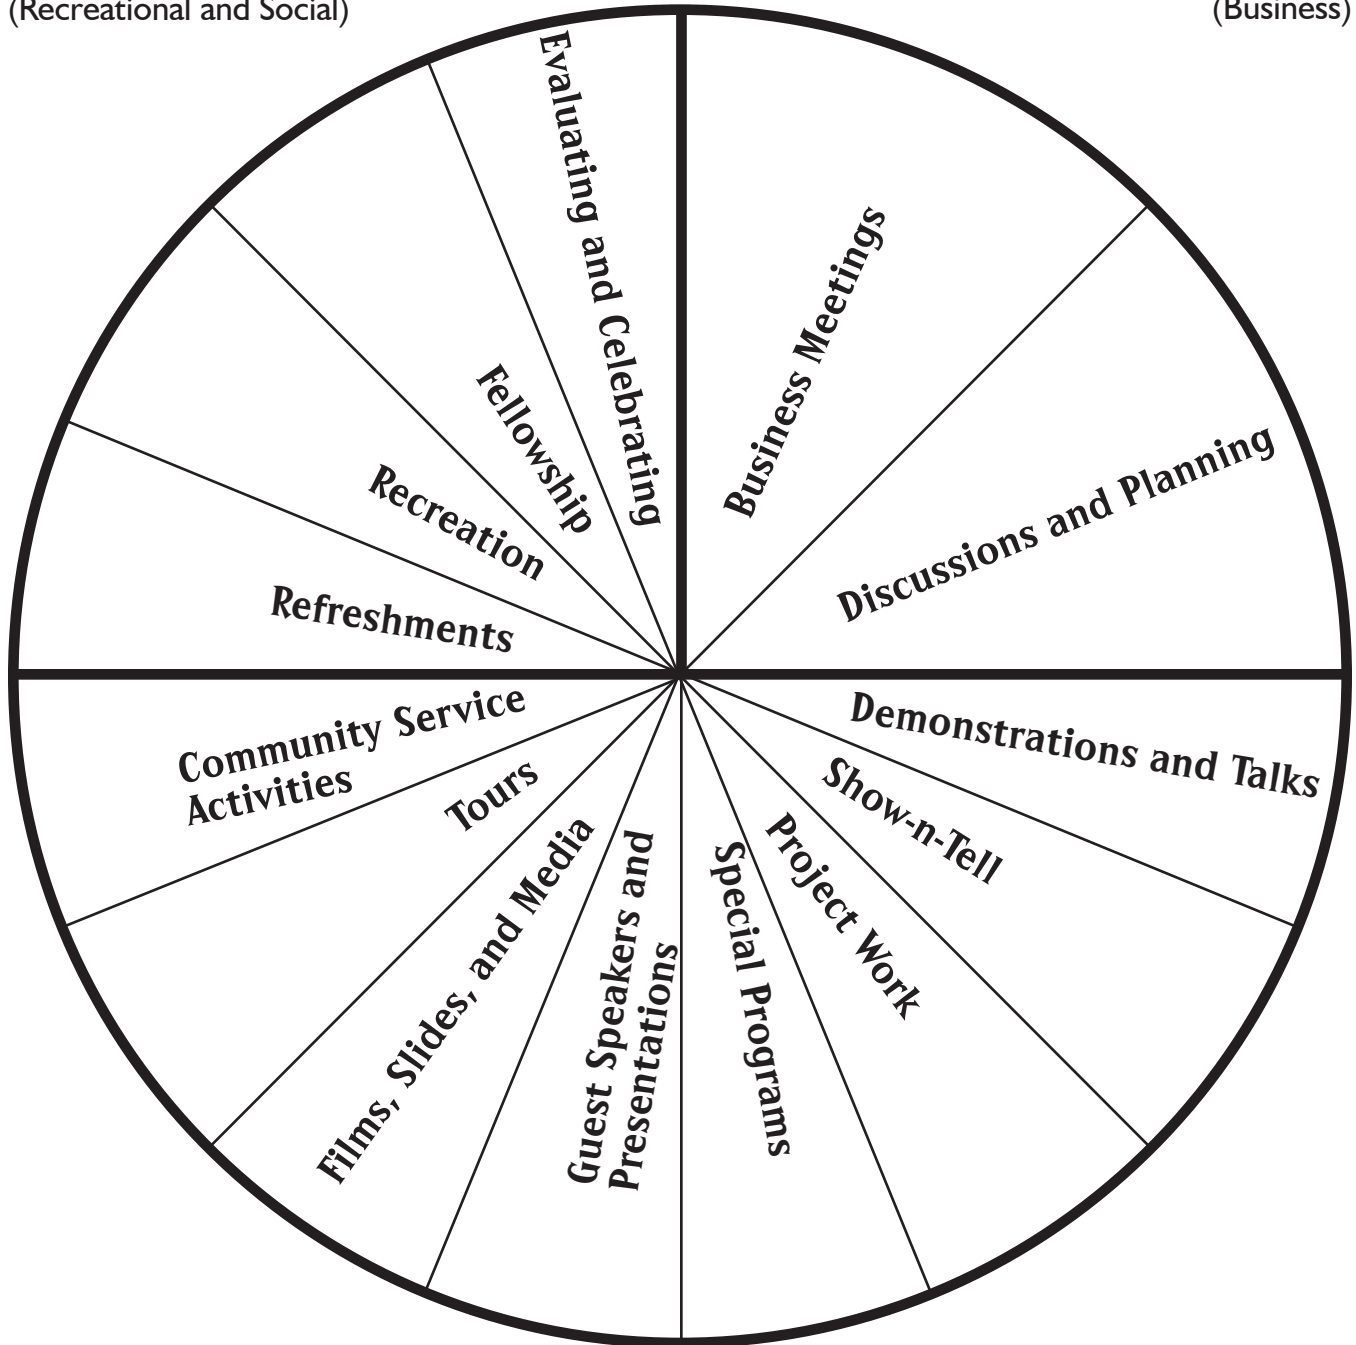 (Recreational and Social)
(Business)
Evaluating and Celebrating
Business Meetings
Fellowship
Recreation
Discussions and Planning
Refreshments
Community Service
Activities
Demonstrations and Talks
Tours
Show-n-Tell
Films, Slides, and Media
Guest Speakers and
Presentations
Special Programs
Project Work